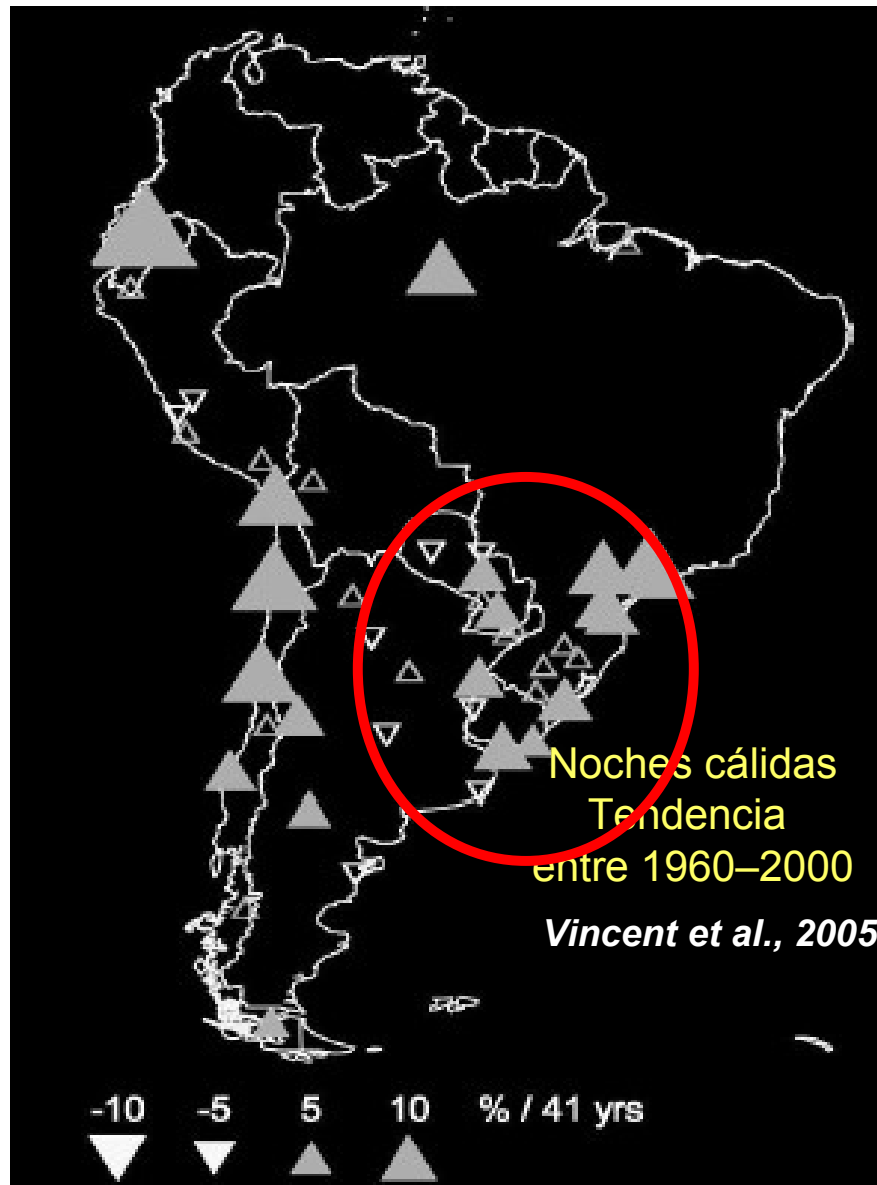 Noches cálidas
Tendencia
entre 1960–2000
Vincent et al., 2005
-10 -5 5 10 % / 41 yrs